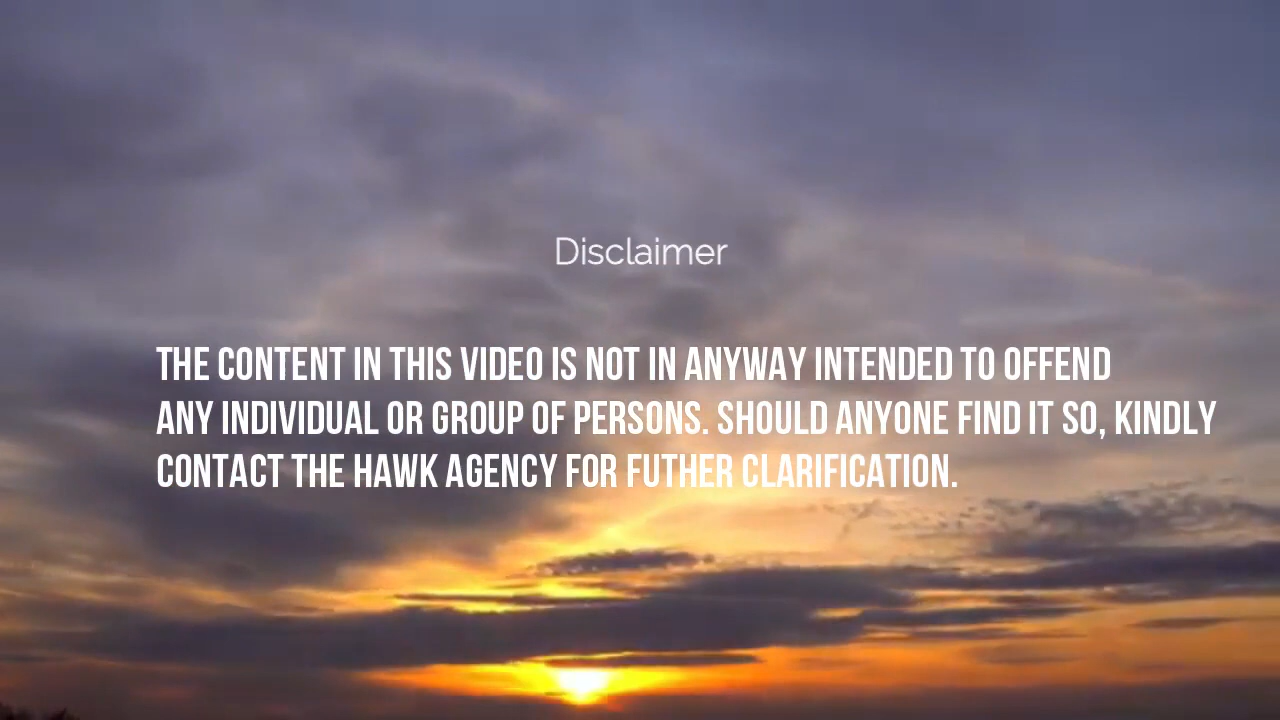 Disclaimer
THE CONTENT IN THIS VIDEO IS NOT IN ANYWAY INTENDED TO OFFEND
ANY INDIVIDUAL OR GROUP OF PERSONS. SHOULD ANYONE FIND IT SO, KINDLY
CONTACT THE HAWK AGENCY FOR FUTHER CLARIFICATION.